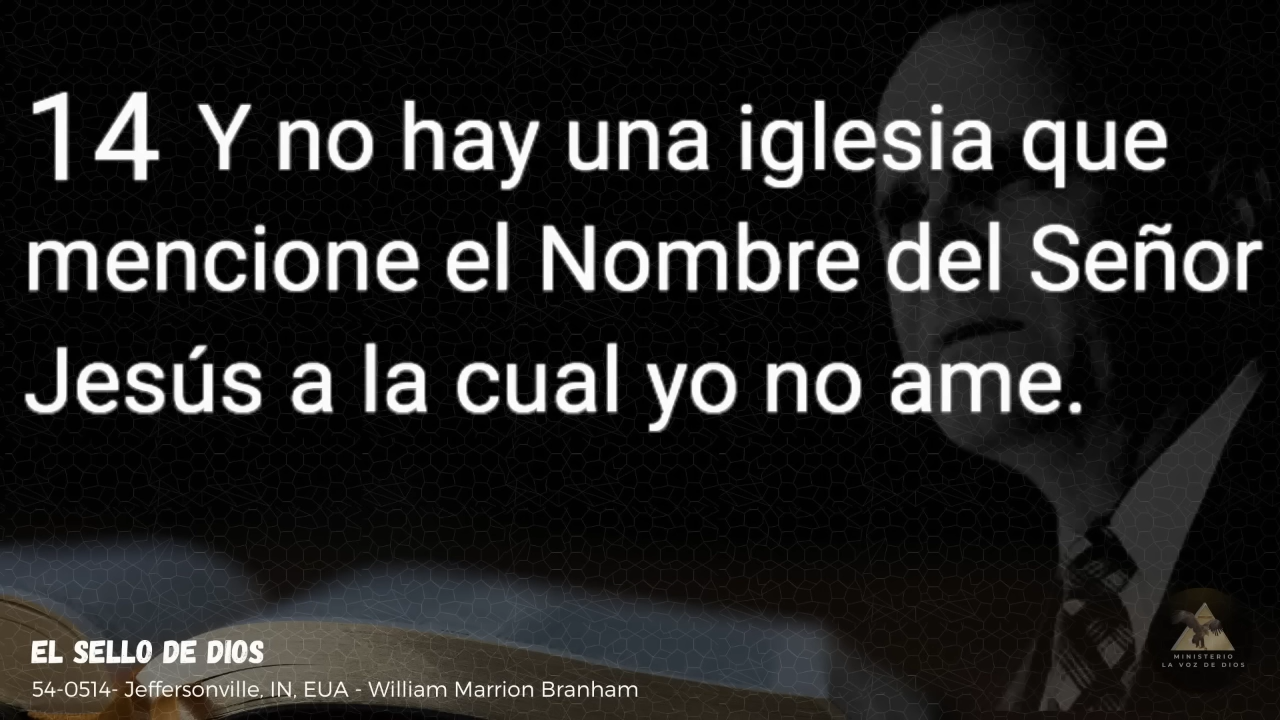 14 Y no hay una iglesia que
mencione el Nombre del Señor
Jesús a la cual yo no ame.
EL SELLO DE DIOS
54-0514- Jeffersonville, IN, EUA - William Marrion Branham
MINISTERIO
LA VOZ DE DIOS